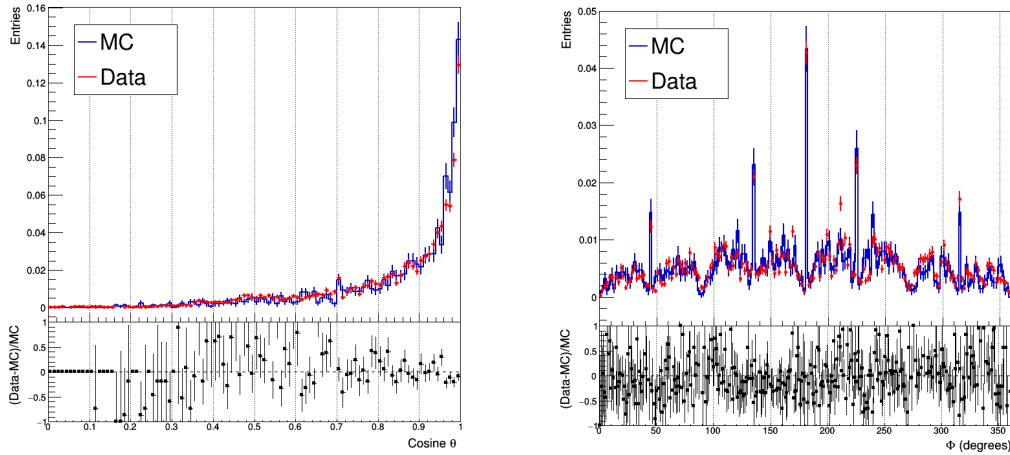 Entries
0.16
0.14
0.12
0.1
0.08
0.06
0.04
0.02
0
MC
Data
(Data-MC)/MC
1
0.5
0
−0.5
−1
0 0.1 0.2 0.3 0.4 0.5 0.6 0.7 0.8 0.9 1
Cosine θ
Entries
0.05
0.04
0.03
0.02
0.01
0
MC
Data
(Data-MC)/MC
1
0.5
0
−0.5
−1
0 50 100 150 200 250 300 350
Φ (degrees)